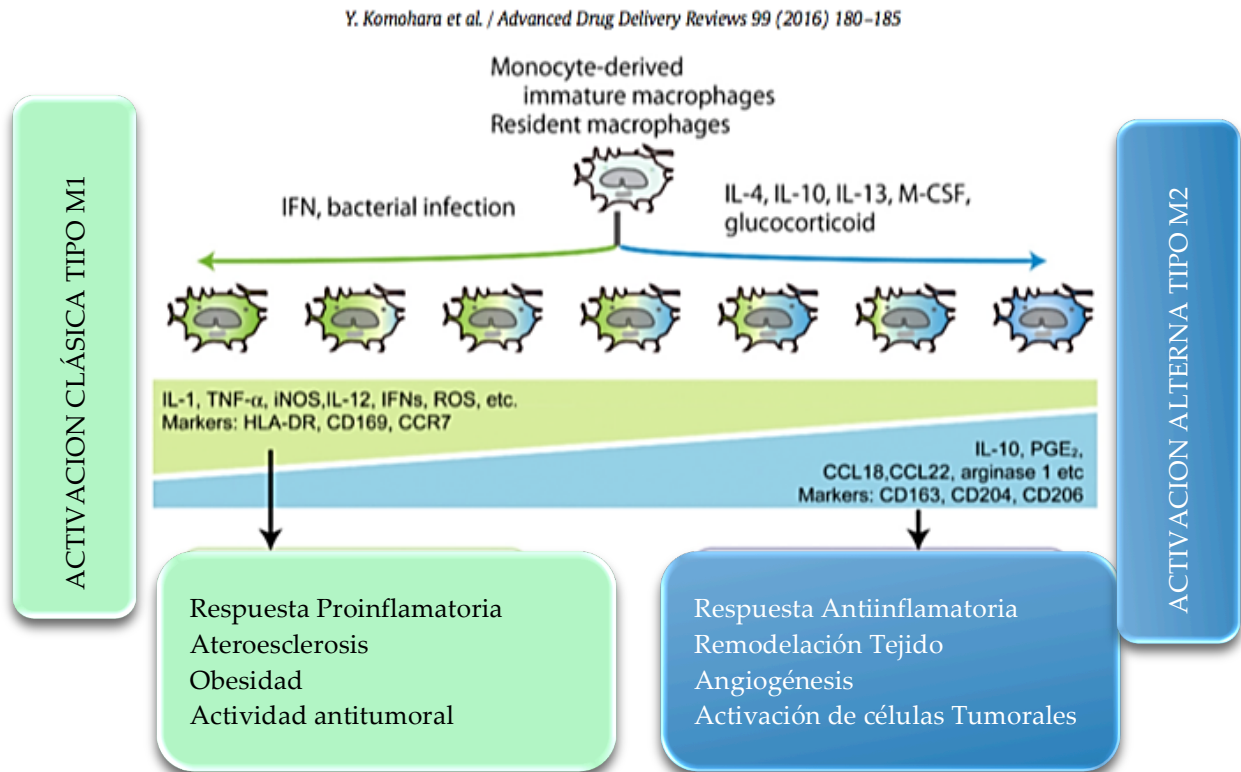 Y. Komohara et al. / Advanced Drug Delivery Reviews 99 (2016) 180–185
Monocyte-derived
immature macrophages
Resident macrophages
ACTIVACION CLÁSICA TIPO M1
IFN, bacterial infection
IL-4, IL-10, IL-13, M-CSF,
glucocorticoid
ACTIVACION ALTERNA TIPO M2
IL-1, TNF-α, iNOS,IL-12, IFNs, ROS, etc.
Markers: HLA-DR, CD169, CCR7
IL-10, PGE₂,
CCL18,CCL22, arginase 1 etc
Markers: CD163, CD204, CD206
Respuesta Proinflamatoria
Ateroesclerosis
Obesidad
Actividad antitumoral
Respuesta Antiinflamatoria
Remodelación Tejido
Angiogénesis
Activación de células Tumorales